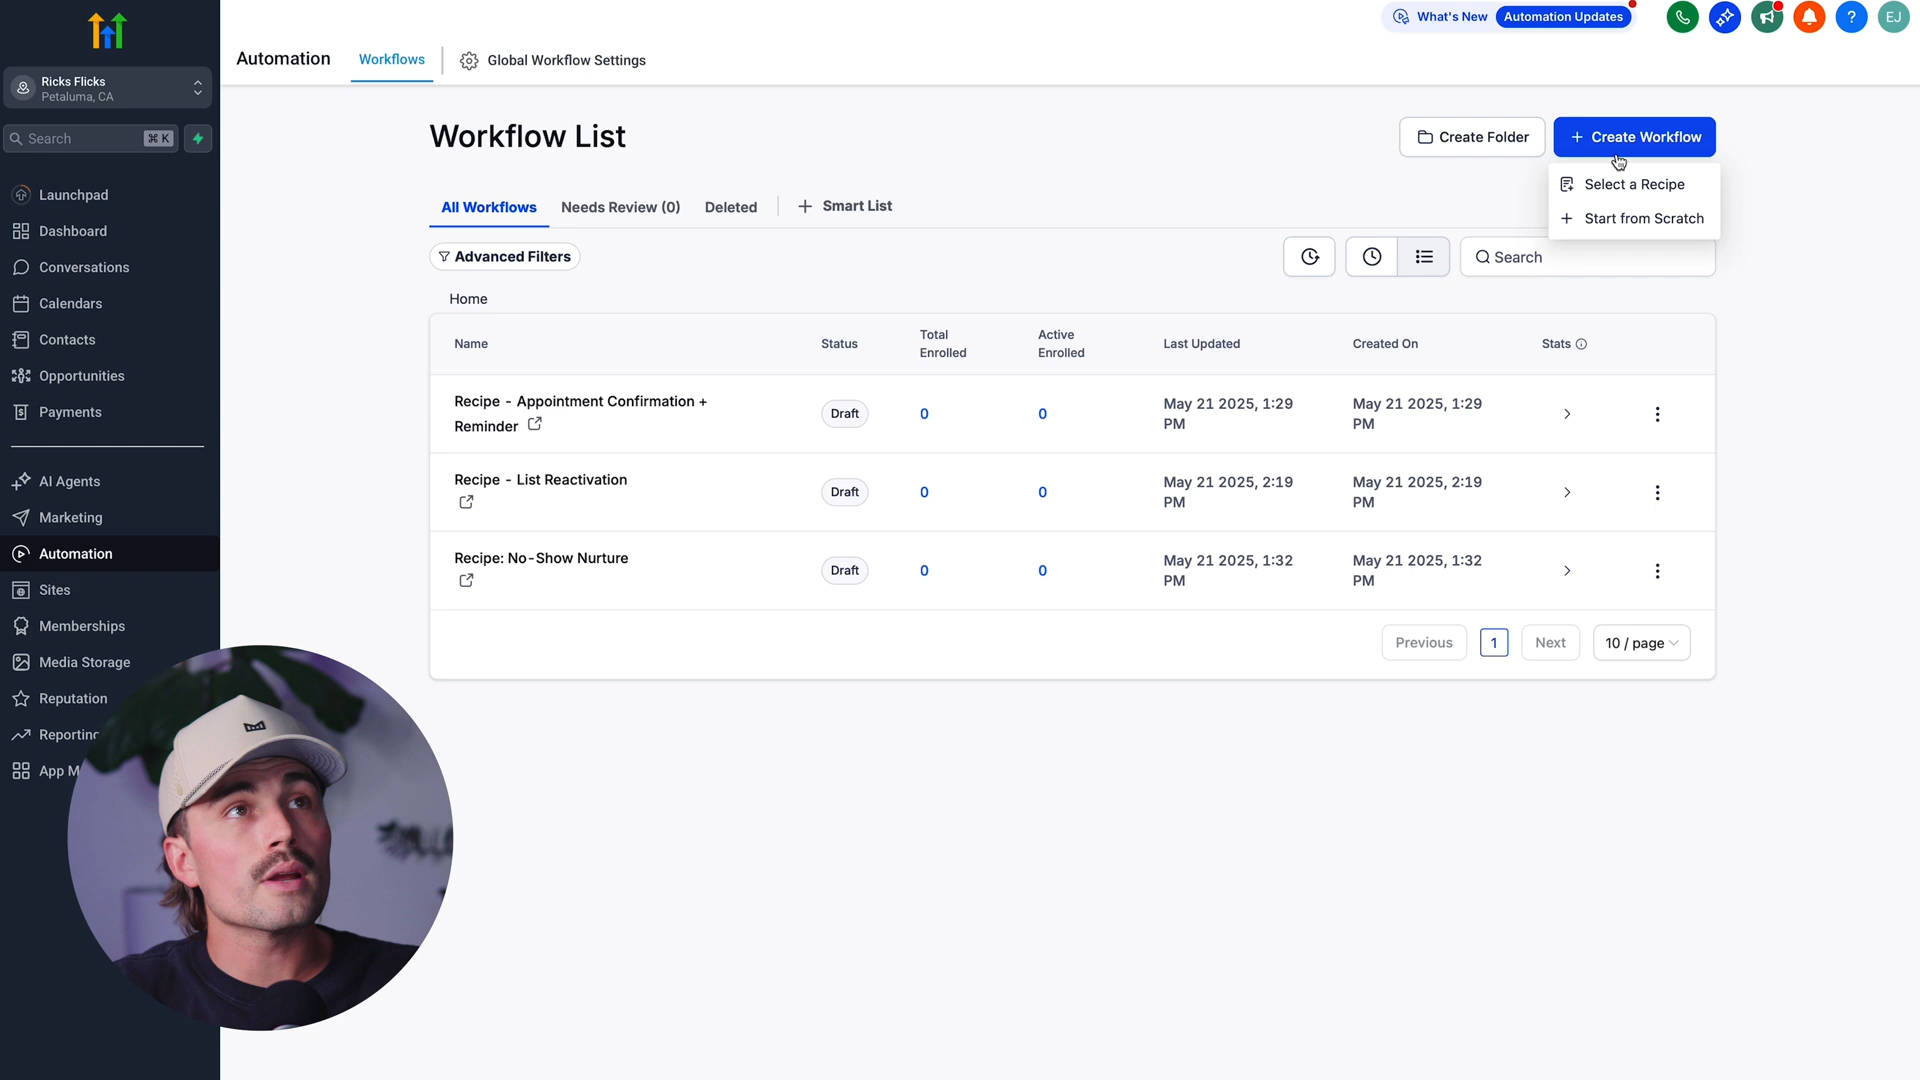 What's New
Automation Updates
?
EJ
Automation
Workflows
Global Workflow Settings
Ricks Flicks
Petaluma, CA
Search
⌘ K
Launchpad
Dashboard
Conversations
Calendars
Contacts
Opportunities
Payments
AI Agents
Marketing
Automation
Sites
Memberships
Media Storage
Reputation
Reporting
App M
Workflow List
Create Folder
+ Create Workflow
Select a Recipe
+ Start from Scratch
All Workflows
Needs Review (0)
Deleted
+ Smart List
Advanced Filters
Search
Home
Name
Status
Total
Enrolled
Active
Enrolled
Last Updated
Created On
Stats
Recipe - Appointment Confirmation +
Reminder
Draft
0
0
May 21 2025, 1:29
PM
May 21 2025, 1:29
PM
Recipe - List Reactivation
Draft
0
0
May 21 2025, 2:19
PM
May 21 2025, 2:19
PM
Recipe: No-Show Nurture
Draft
0
0
May 21 2025, 1:32
PM
May 21 2025, 1:32
PM
Previous
1
Next
10 / page